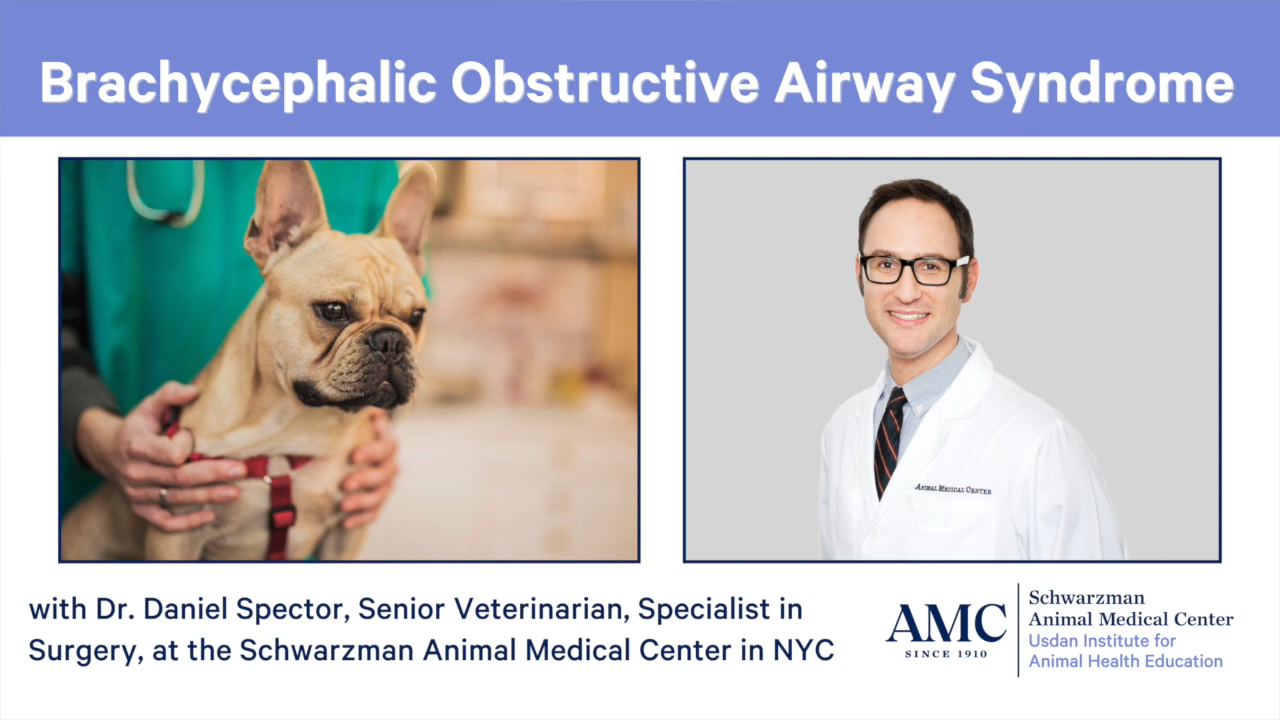 Brachycephalic Obstructive Airway Syndrome
ANIMAL MEDICAL CENTER
with Dr. Daniel Spector, Senior Veterinarian, Specialist in
Surgery, at the Schwarzman Animal Medical Center in NYC
AMC
SINCE 1910
Schwarzman
Animal Medical Center
Usdan Institute for
Animal Health Education